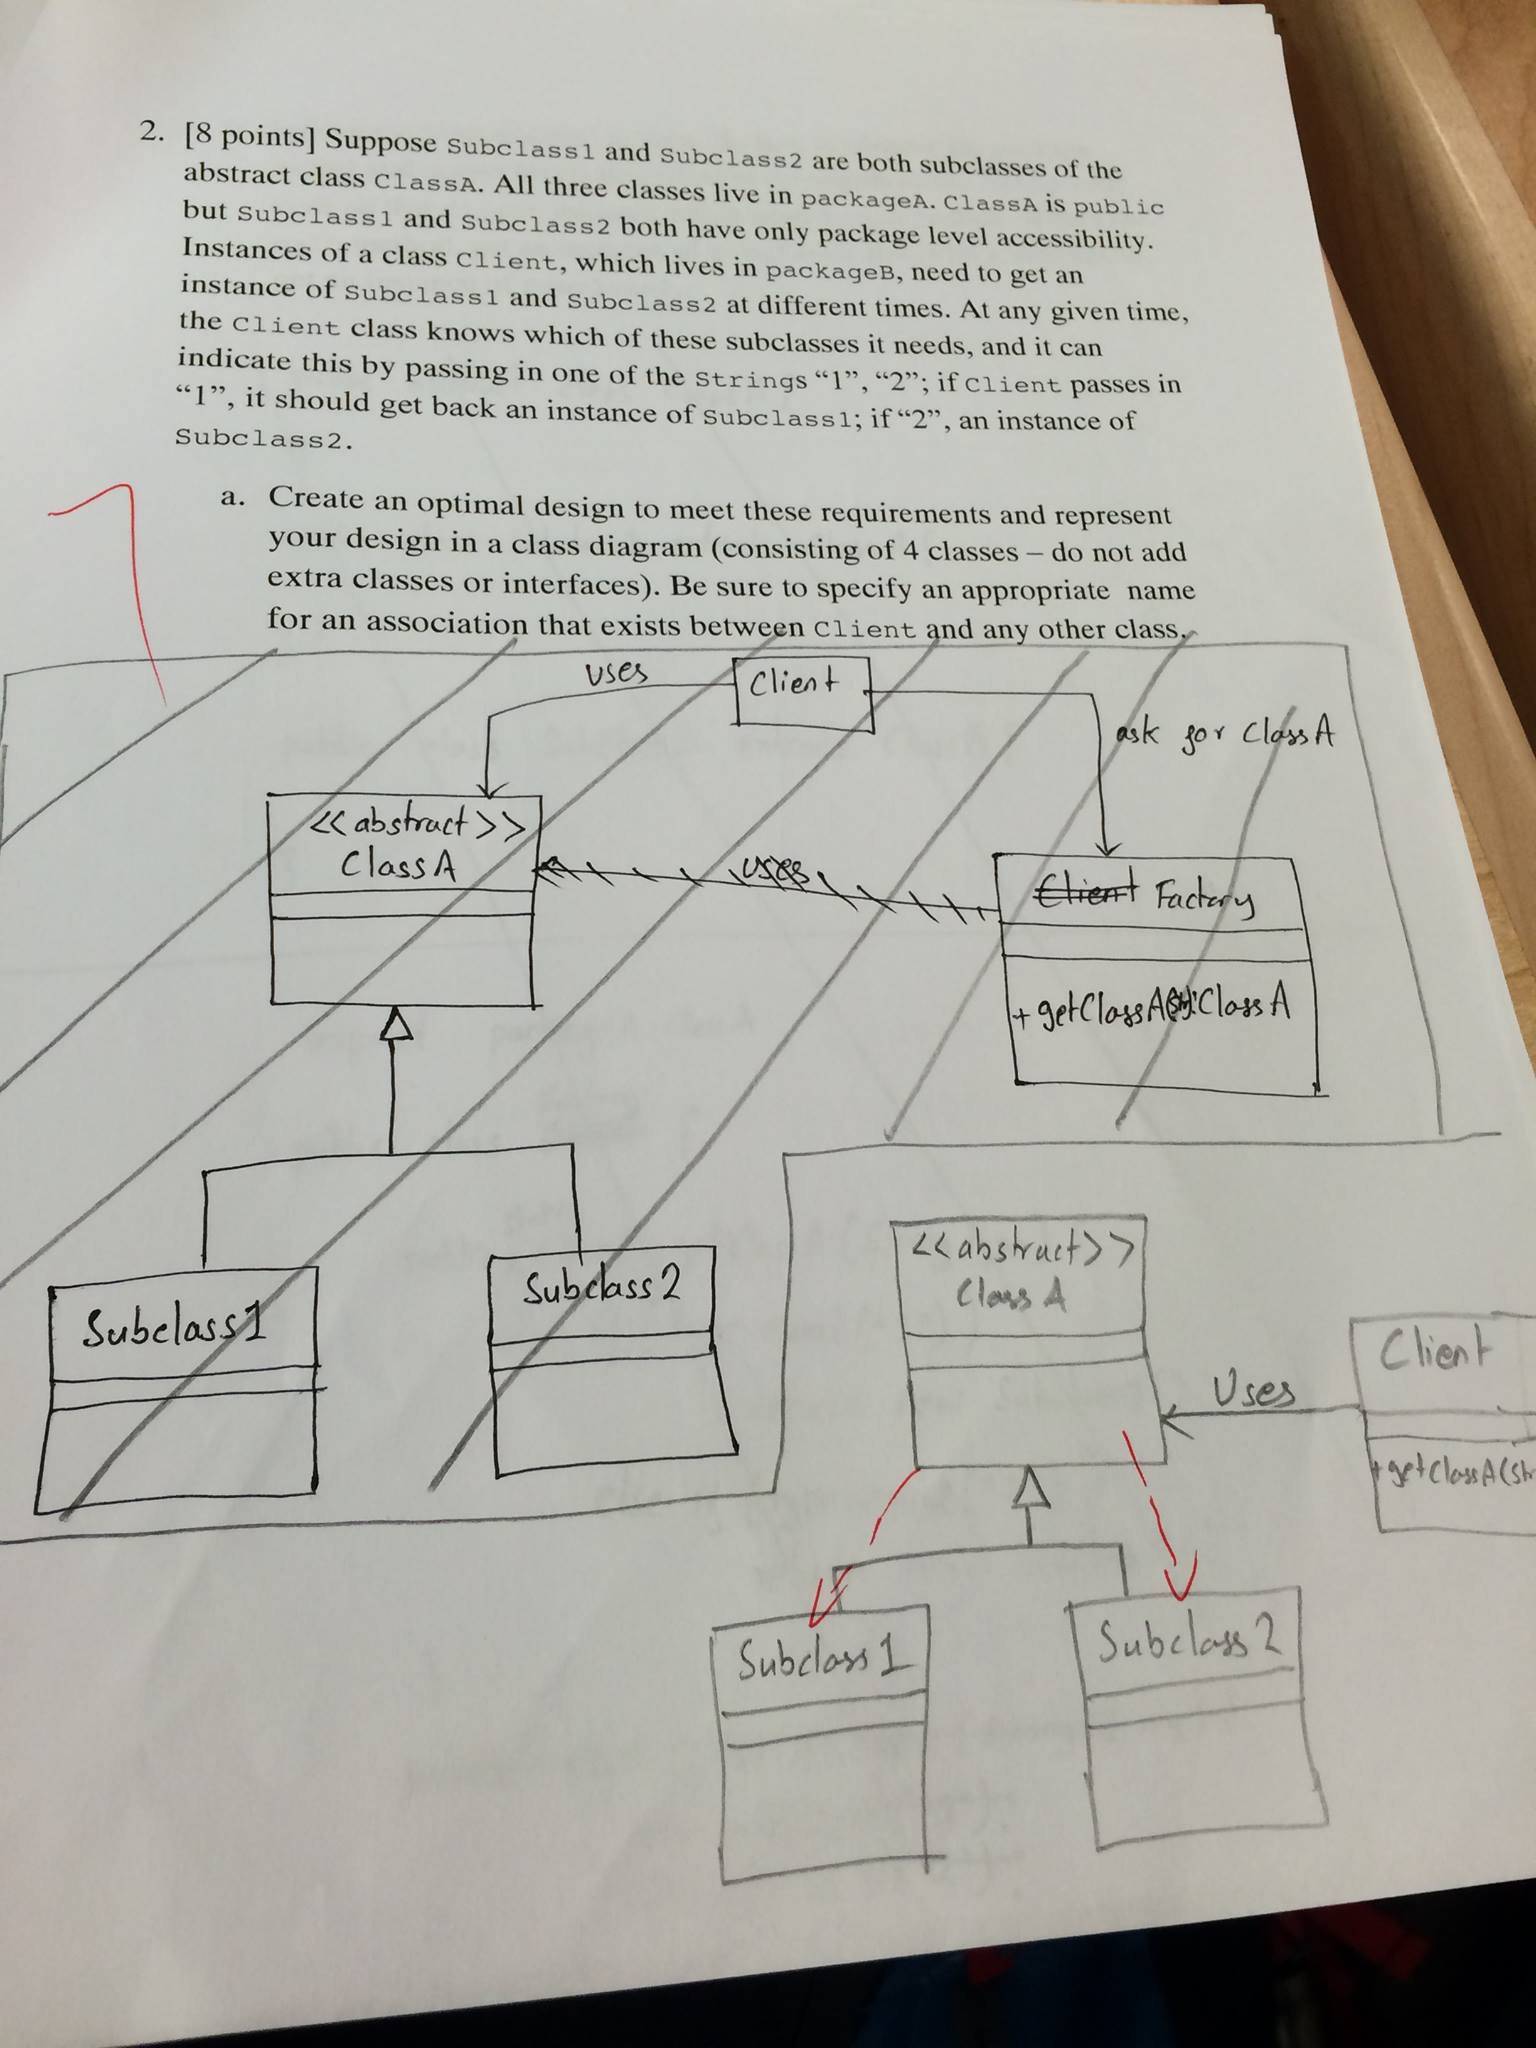 2. [8 points] Suppose Subclass1 and Subclass2 are both subclasses of the
abstract class ClassA. All three classes live in packageA. ClassA is public
but Subclass1 and Subclass2 both have only package level accessibility.
Instances of a class Client, which lives in packageB, need to get an
instance of Subclass1 and Subclass2 at different times. At any given time,
the Client class knows which of these subclasses it needs, and it can
indicate this by passing in one of the Strings “1”, “2”; if Client passes in
“1”, it should get back an instance of Subclass1; if “2”, an instance of
Subclass2.
7
a. Create an optimal design to meet these requirements and represent
your design in a class diagram (consisting of 4 classes – do not add
extra classes or interfaces). Be sure to specify an appropriate name
for an association that exists between Client and any other class.
uses
Client
ask for ClassA
<<abstract>>
ClassA
uses
Client Factory
+ getClassA :ClassA
Subclass1
Subclass2
<<abstract>>
Class A
Client
Uses
+getClassA(Str
Subclass 1
Subclass 2